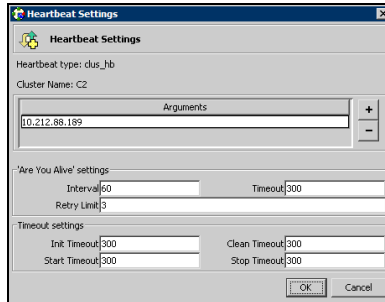 Heartbeat Settings
Heartbeat Settings
Heartbeat type: clus_hb
Cluster Name: C2
Arguments
10.212.88.189
+
−
'Are You Alive' settings
Interval 60 Timeout 300
Retry Limit 3
Timeout settings
Init Timeout 300 Clean Timeout 300
Start Timeout 300 Stop Timeout 300
OK Cancel